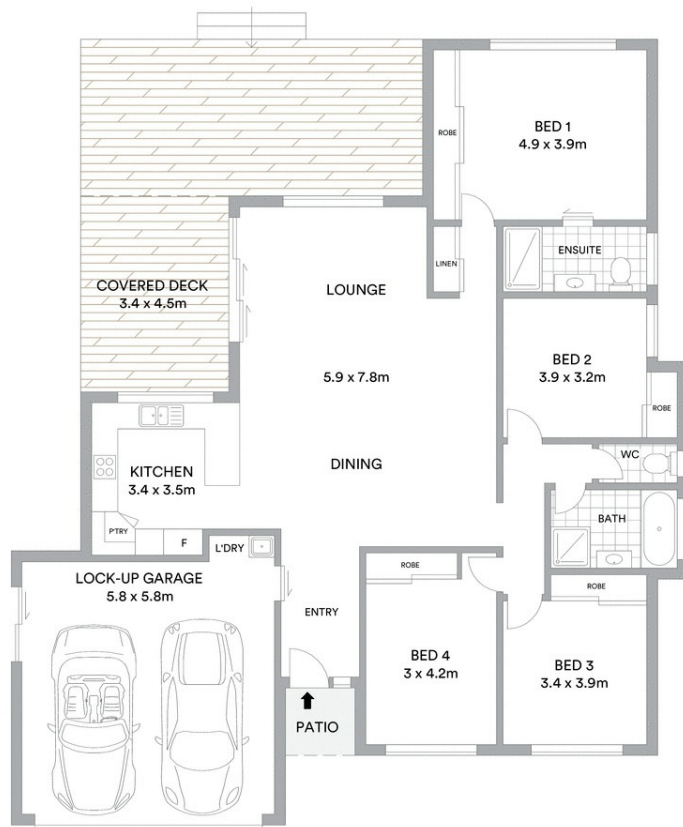 ROBE
BED 1
4.9 x 3.9m
LINEN
ENSUITE
COVERED DECK
3.4 x 4.5m
LOUNGE
5.9 x 7.8m
BED 2
3.9 x 3.2m
ROBE
KITCHEN
3.4 x 3.5m
DINING
WC
P'TRY
F
L'DRY
BATH
LOCK-UP GARAGE
5.8 x 5.8m
ENTRY
ROBE
BED 4
3 x 4.2m
ROBE
BED 3
3.4 x 3.9m
PATIO